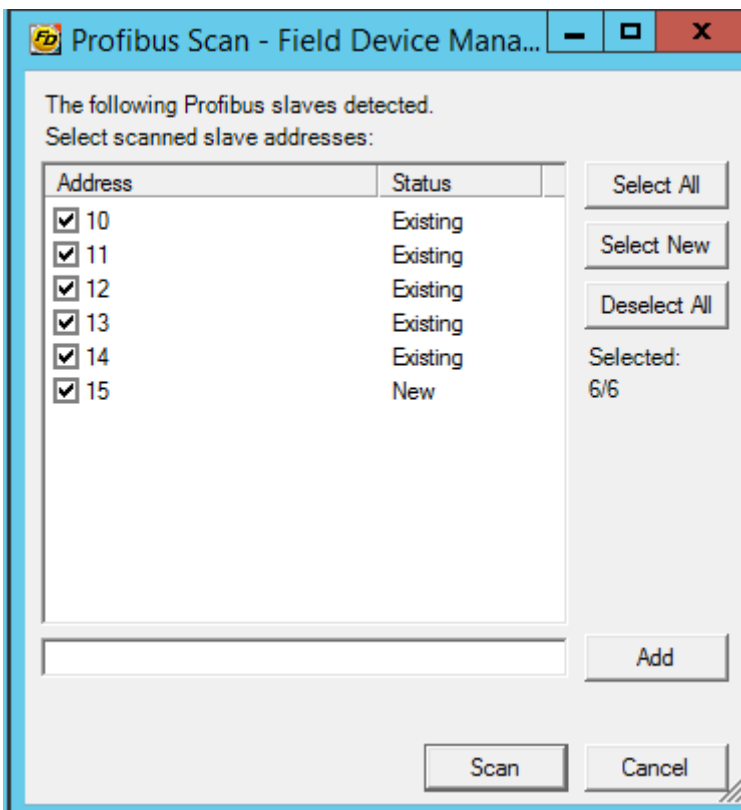 FD Profibus Scan - Field Device Mana...
The following Profibus slaves detected.
Select scanned slave addresses:
Address Status
10 Existing
11 Existing
12 Existing
13 Existing
14 Existing
15 New
Select All
Select New
Deselect All
Selected:
6/6
Add
Scan Cancel